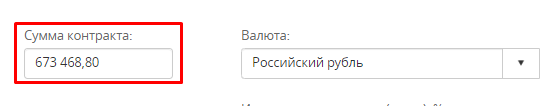 Сумма контракта: Валюта:
673 468,80 Российский рубль